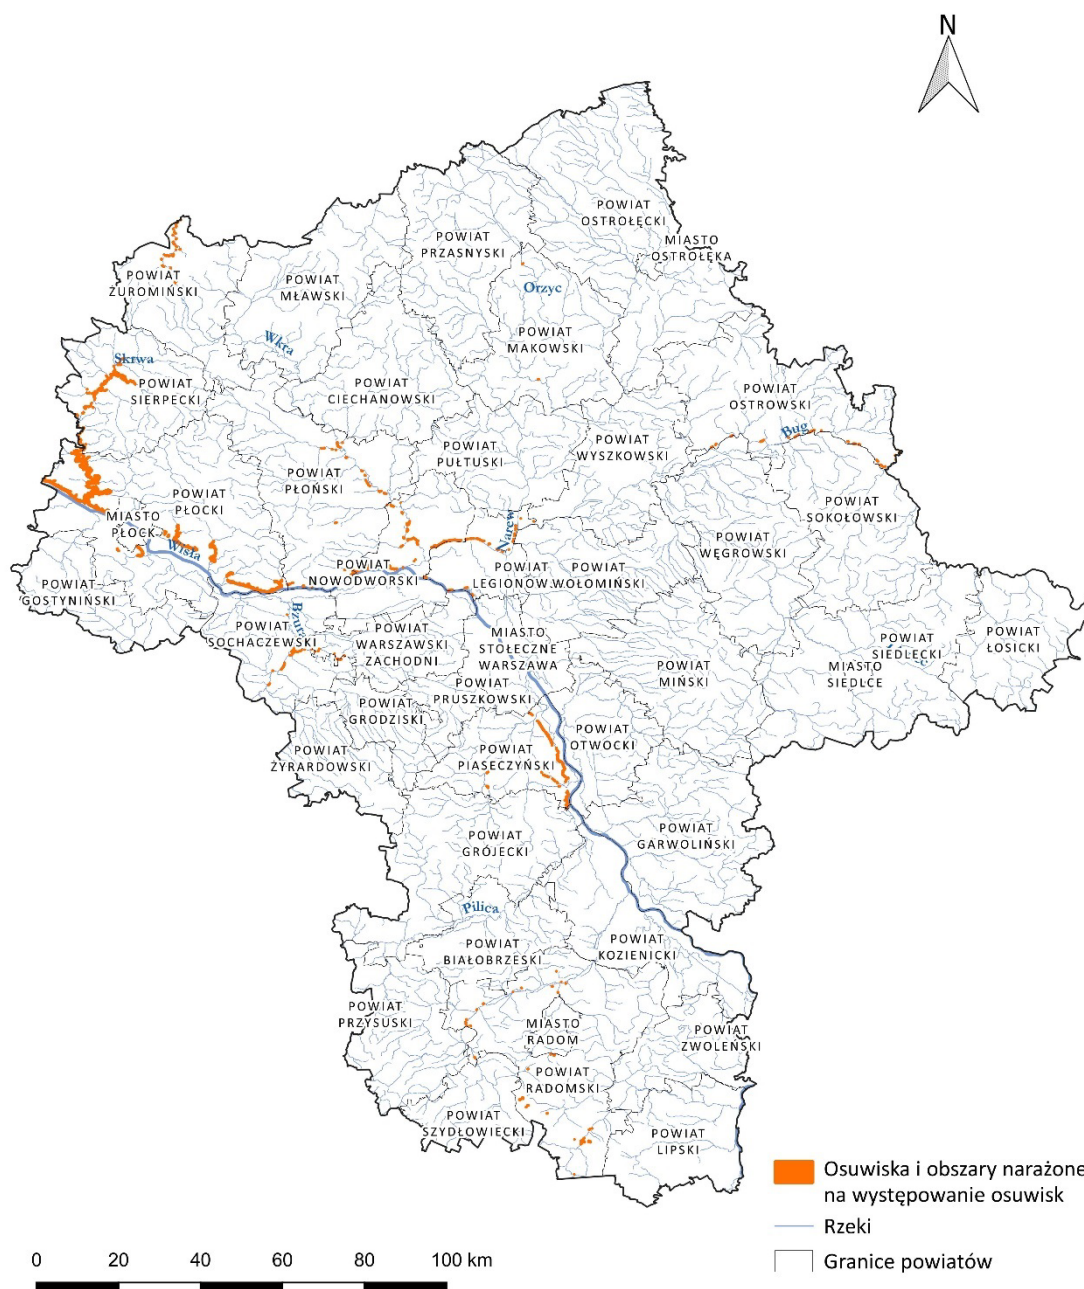 N
POWIAT
OSTROŁĘCKI
MIASTO
OSTROŁĘKA
POWIAT
PRZASNYSKI
POWIAT
ŻUROMIŃSKI
POWIAT
MŁAWSKI
Orzyc
POWIAT
MAKOWSKI
Wkra
Skrwa
POWIAT
SIERPECKI
POWIAT
CIECHANOWSKI
POWIAT
OSTROWSKI
Bug
POWIAT
PUŁTUSKI
POWIAT
WYSZKOWSKI
POWIAT
PŁOŃSKI
POWIAT
PŁOCKI
MIASTO
PŁOCK
POWIAT
SOKOŁOWSKI
Narew
Wisła
POWIAT
WĘGROWSKI
POWIAT
NOWODWORSKI
POWIAT
LEGIONOW.
POWIAT
WOŁOMIŃSKI
POWIAT
GOSTYNIŃSKI
Bzura
POWIAT
SOCHACZEWSKI
POWIAT
WARSZAWSKI
ZACHODNI
MIASTO
STOŁECZNE
WARSZAWA
POWIAT
SIEDLECKI
POWIAT
ŁOSICKI
MIASTO
SIEDLCE
POWIAT
MIŃSKI
POWIAT
PRUSZKOWSKI
POWIAT
GRODZISKI
POWIAT
OTWOCKI
POWIAT
ŻYRARDOWSKI
POWIAT
PIASECZYŃSKI
POWIAT
GRÓJECKI
POWIAT
GARWOLIŃSKI
Pilica
POWIAT
BIAŁOBRZESKI
POWIAT
KOZIENICKI
POWIAT
PRZYSUSKI
MIASTO
RADOM
POWIAT
ZWOLEŃSKI
POWIAT
RADOMSKI
POWIAT
SZYDŁOWIECKI
POWIAT
LIPSKI
Osuwiska i obszary narażone
na występowanie osuwisk
Rzeki
Granice powiatów
0 20 40 60 80 100 km